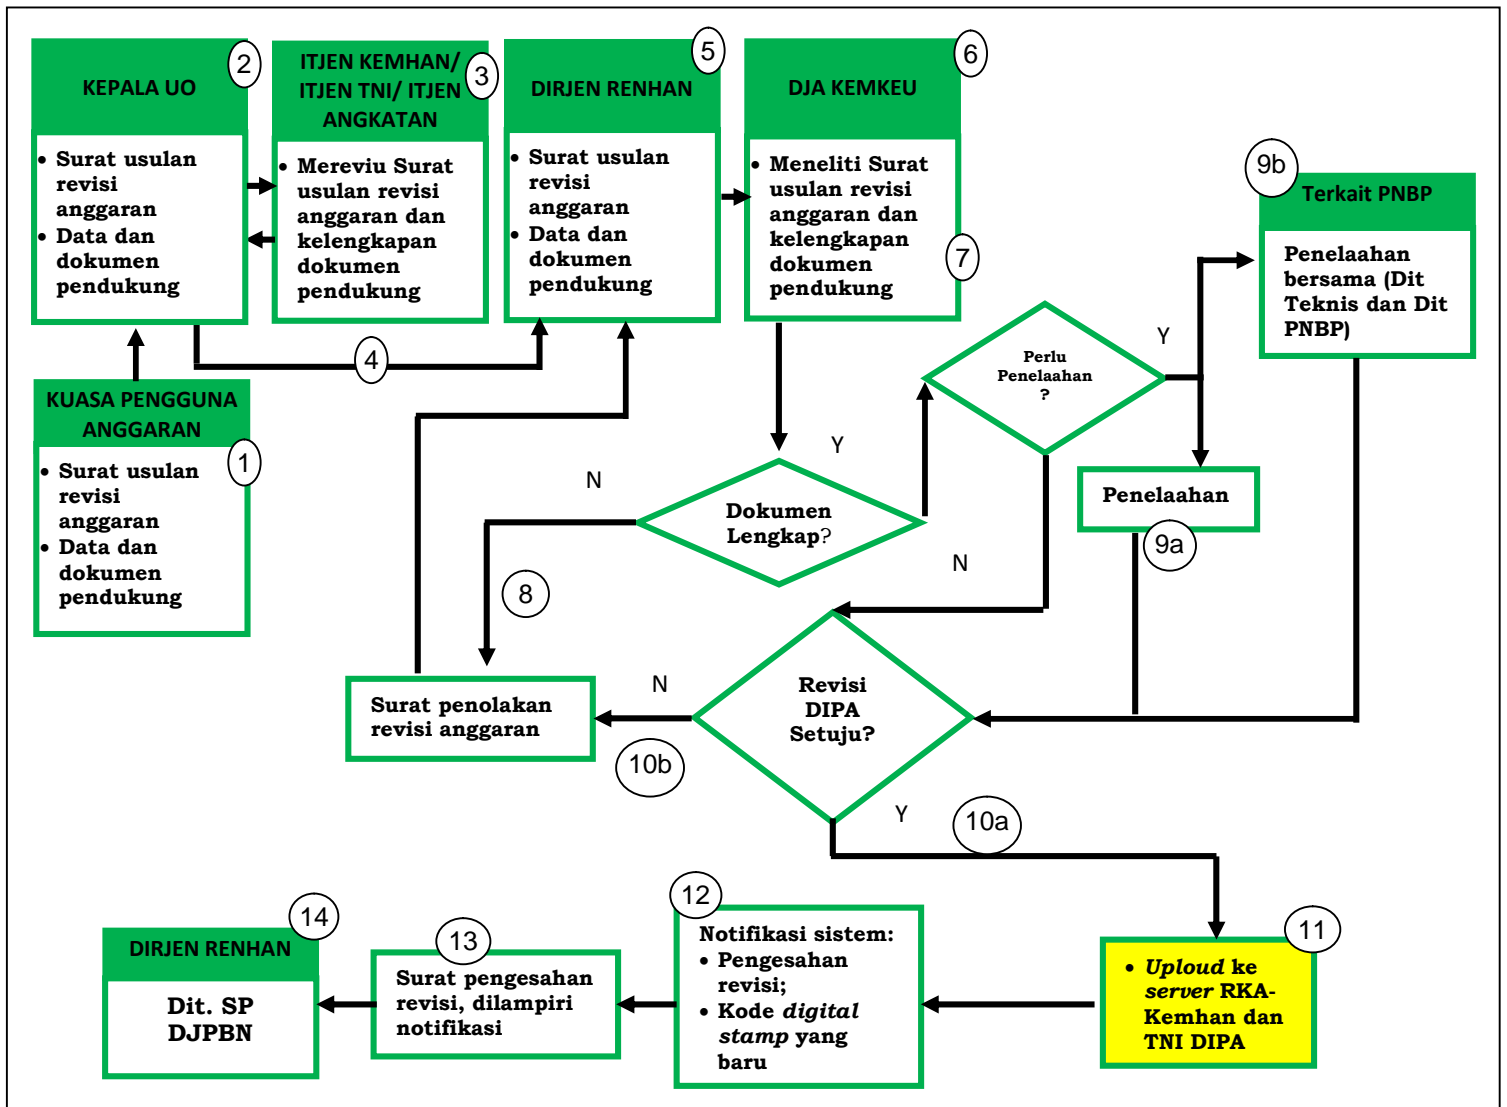 KEPALA UO
2
• Surat usulan
revisi
anggaran
• Data dan
dokumen
pendukung
ITJEN KEMHAN/
ITJEN TNI/ ITJEN
ANGKATAN
3
• Mereviu Surat
usulan revisi
anggaran dan
kelengkapan
dokumen
pendukung
DIRJEN RENHAN
5
• Surat usulan
revisi
anggaran
• Data dan
dokumen
pendukung
DJA KEMKEU
6
• Meneliti Surat
usulan revisi
anggaran dan
kelengkapan
dokumen
pendukung
7
9b
Terkait PNBP
Penelaahan
bersama (Dit
Teknis dan Dit
PNBP)
4
KUASA PENGGUNA
ANGGARAN
1
• Surat usulan
revisi
anggaran
• Data dan
dokumen
pendukung
Perlu
Penelaahan
?
Y
N
Penelaahan
9a
Dokumen
Lengkap?
Y
N
8
Surat penolakan
revisi anggaran
Revisi
DIPA
Setuju?
N
10b
Y
10a
11
• Uploud ke
server RKA-
Kemhan dan
TNI DIPA
12
Notifikasi sistem:
• Pengesahan
revisi;
• Kode digital
stamp yang
baru
13
Surat pengesahan
revisi, dilampiri
notifikasi
14
DIRJEN RENHAN
Dit. SP
DJPBN